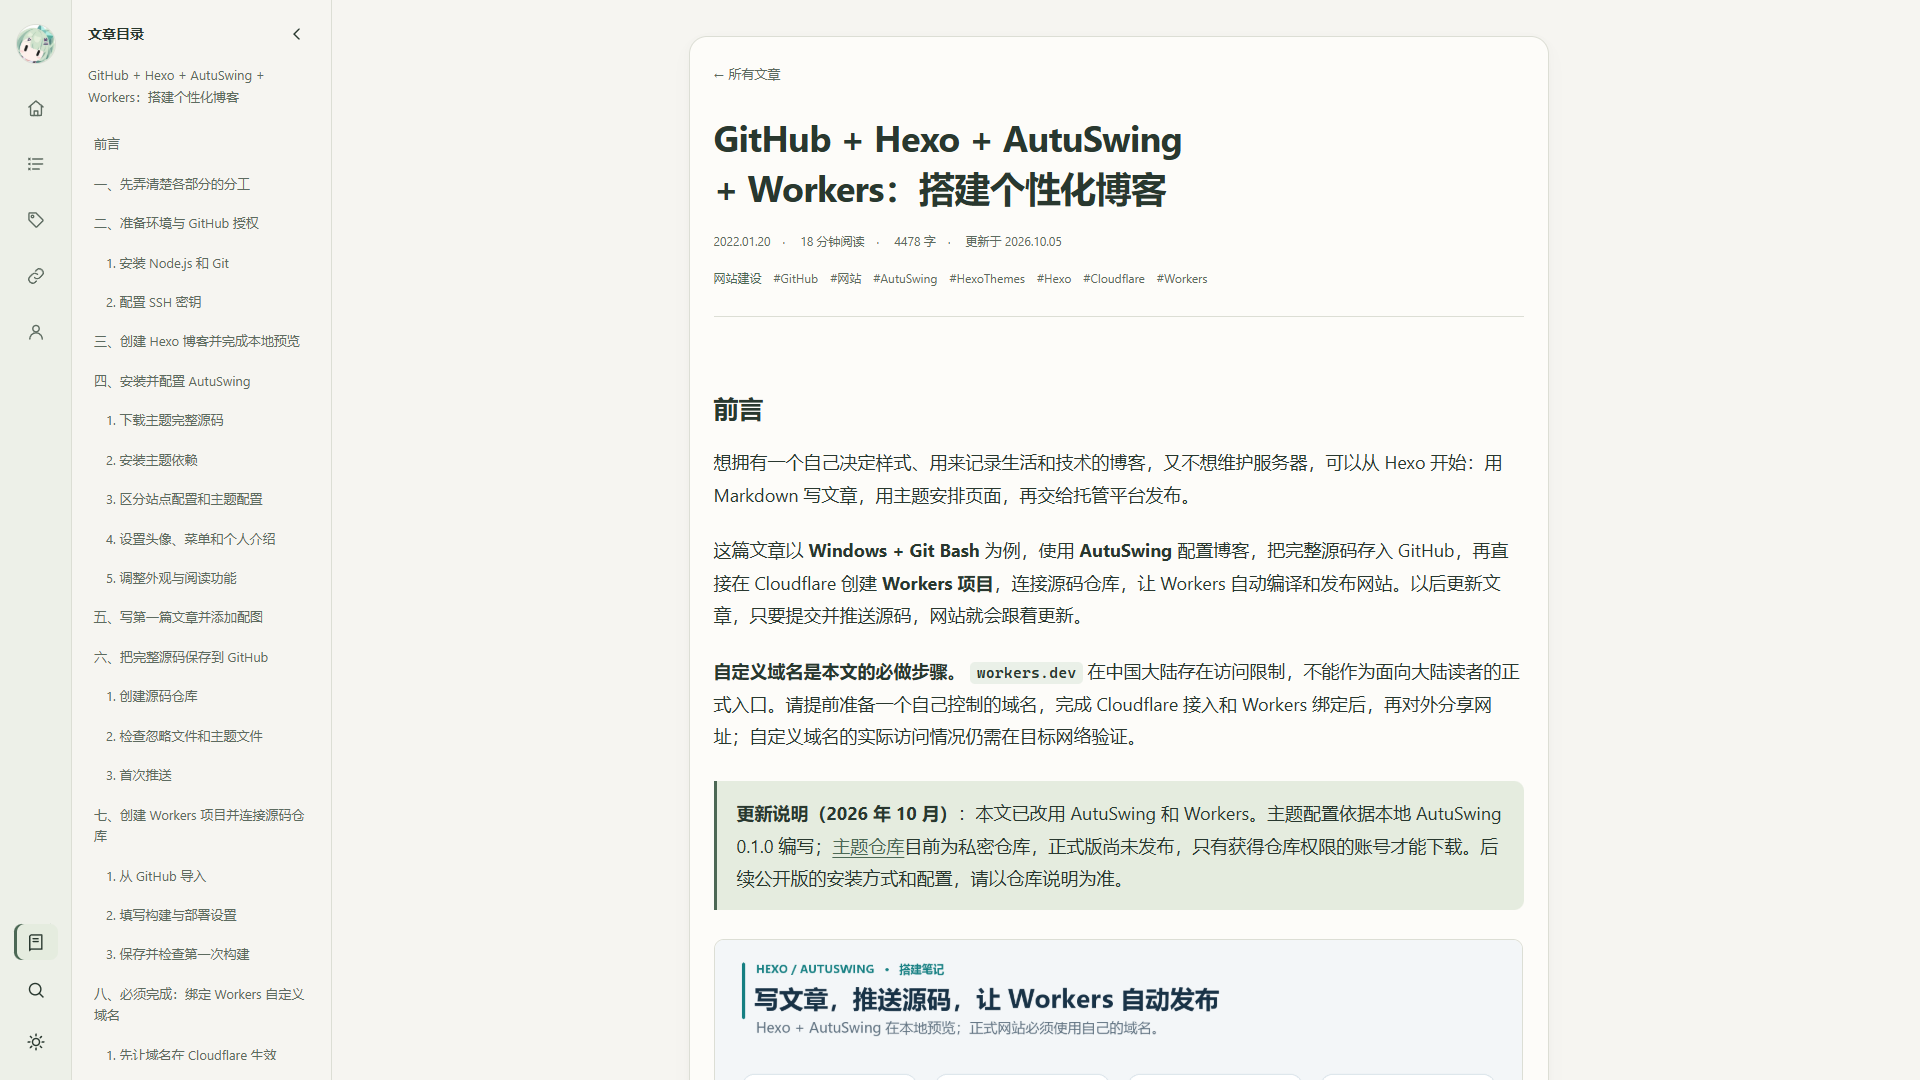 文章目录
GitHub + Hexo + AutuSwing +
Workers：搭建个性化博客
前言
一、先弄清楚各部分的分工
二、准备环境与 GitHub 授权
1. 安装 Node.js 和 Git
2. 配置 SSH 密钥
三、创建 Hexo 博客并完成本地预览
四、安装并配置 AutuSwing
1. 下载主题完整源码
2. 安装主题依赖
3. 区分站点配置和主题配置
4. 设置头像、菜单和个人介绍
5. 调整外观与阅读功能
五、写第一篇文章并添加配图
六、把完整源码保存到 GitHub
1. 创建源码仓库
2. 检查忽略文件和主题文件
3. 首次推送
七、创建 Workers 项目并连接源码仓
库
1. 从 GitHub 导入
2. 填写构建与部署设置
3. 保存并检查第一次构建
八、必须完成：绑定 Workers 自定义
域名
1. 先让域名在 Cloudflare 生效
← 所有文章
GitHub + Hexo + AutuSwing
+ Workers：搭建个性化博客
2022.01.20 · 18 分钟阅读 · 4478 字 · 更新于 2026.10.05
网站建设 #GitHub #网站 #AutuSwing #HexoThemes #Hexo #Cloudflare #Workers
前言
想拥有一个自己决定样式、用来记录生活和技术的博客，又不想维护服务器，可以从 Hexo 开始：用
Markdown 写文章，用主题安排页面，再交给托管平台发布。
这篇文章以 Windows + Git Bash 为例，使用 AutuSwing 配置博客，把完整源码存入 GitHub，再直
接在 Cloudflare 创建 Workers 项目，连接源码仓库，让 Workers 自动编译和发布网站。以后更新文
章，只要提交并推送源码，网站就会跟着更新。
自定义域名是本文的必做步骤。 workers.dev 在中国大陆存在访问限制，不能作为面向大陆读者的正
式入口。请提前准备一个自己控制的域名，完成 Cloudflare 接入和 Workers 绑定后，再对外分享网
址；自定义域名的实际访问情况仍需在目标网络验证。
更新说明（2026 年 10 月）：本文已改用 AutuSwing 和 Workers。主题配置依据本地 AutuSwing
0.1.0 编写；主题仓库目前为私密仓库，正式版尚未发布，只有获得仓库权限的账号才能下载。后
续公开版的安装方式和配置，请以仓库说明为准。
HEXO / AUTUSWING • 搭建笔记
写文章，推送源码，让 Workers 自动发布
Hexo + AutuSwing 在本地预览；正式网站必须使用自己的域名。